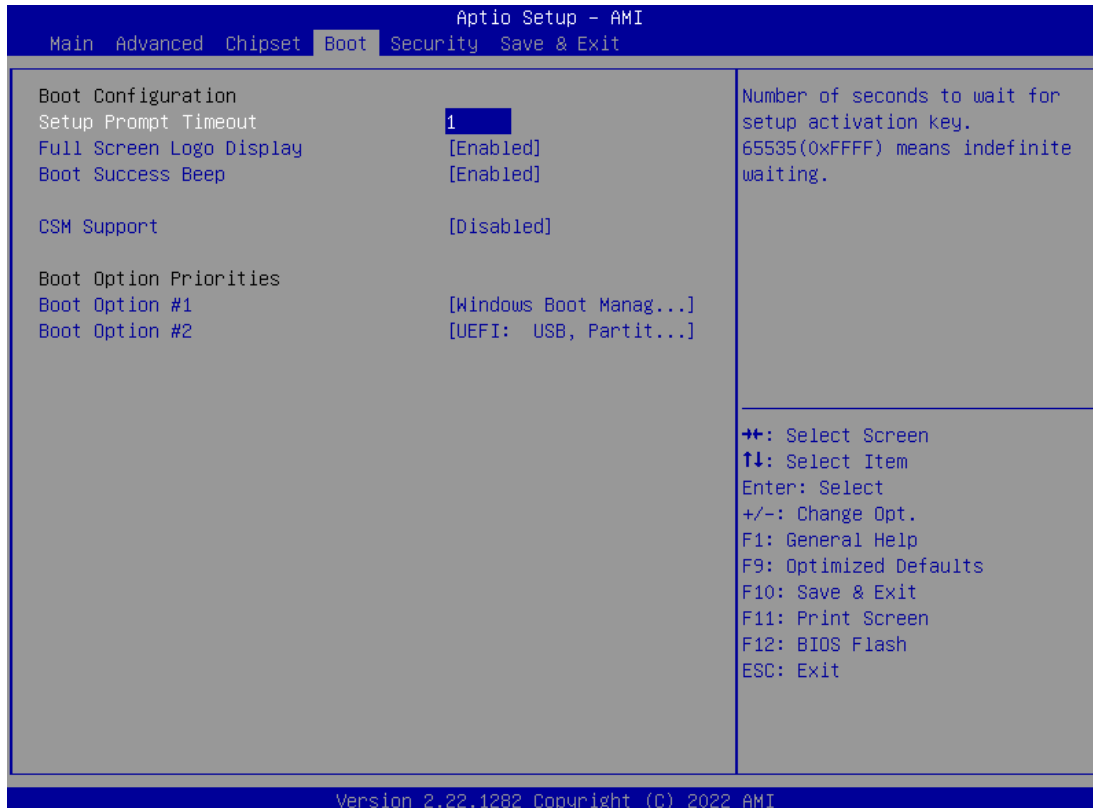 Aptio Setup – AMI
Main Advanced Chipset Boot Security Save & Exit
Boot Configuration
Setup Prompt Timeout 1
Full Screen Logo Display [Enabled]
Boot Success Beep [Enabled]
CSM Support [Disabled]
Boot Option Priorities
Boot Option #1 [Windows Boot Manag...]
Boot Option #2 [UEFI: USB, Partit...]
Number of seconds to wait for
setup activation key.
65535(0xFFFF) means indefinite
waiting.
→←: Select Screen
↑↓: Select Item
Enter: Select
+/-: Change Opt.
F1: General Help
F9: Optimized Defaults
F10: Save & Exit
F11: Print Screen
F12: BIOS Flash
ESC: Exit
Version 2.22.1282 Copyright (C) 2022 AMI